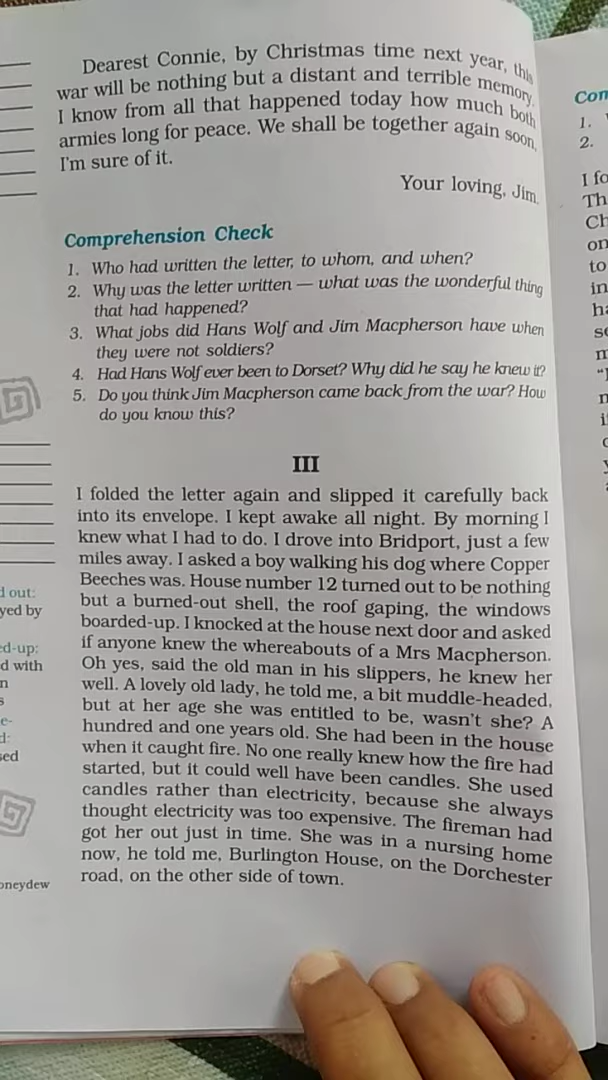 Dearest Connie, by Christmas time next year, this
war will be nothing but a distant and terrible memory.
I know from all that happened today how much both
armies long for peace. We shall be together again soon,
I'm sure of it.
Your loving, Jim.
Comprehension Check
1. Who had written the letter, to whom, and when?
2. Why was the letter written — what was the wonderful thing
that had happened?
3. What jobs did Hans Wolf and Jim Macpherson have when
they were not soldiers?
4. Had Hans Wolf ever been to Dorset? Why did he say he knew it?
5. Do you think Jim Macpherson came back from the war? How
do you know this?
III
I folded the letter again and slipped it carefully back
into its envelope. I kept awake all night. By morning I
knew what I had to do. I drove into Bridport, just a few
miles away. I asked a boy walking his dog where Copper
Beeches was. House number 12 turned out to be nothing
but a burned-out shell, the roof gaping, the windows
boarded-up. I knocked at the house next door and asked
if anyone knew the whereabouts of a Mrs Macpherson.
Oh yes, said the old man in his slippers, he knew her
well. A lovely old lady, he told me, a bit muddle-headed,
but at her age she was entitled to be, wasn't she? A
hundred and one years old. She had been in the house
when it caught fire. No one really knew how the fire had
started, but it could well have been candles. She used
candles rather than electricity, because she always
thought electricity was too expensive. The fireman had
got her out just in time. She was in a nursing home
now, he told me, Burlington House, on the Dorchester
road, on the other side of town.
out:
yed by
ed-up:
d with
sed
oneydew
1.
2.
I fo
Th
Ch
on
to
in